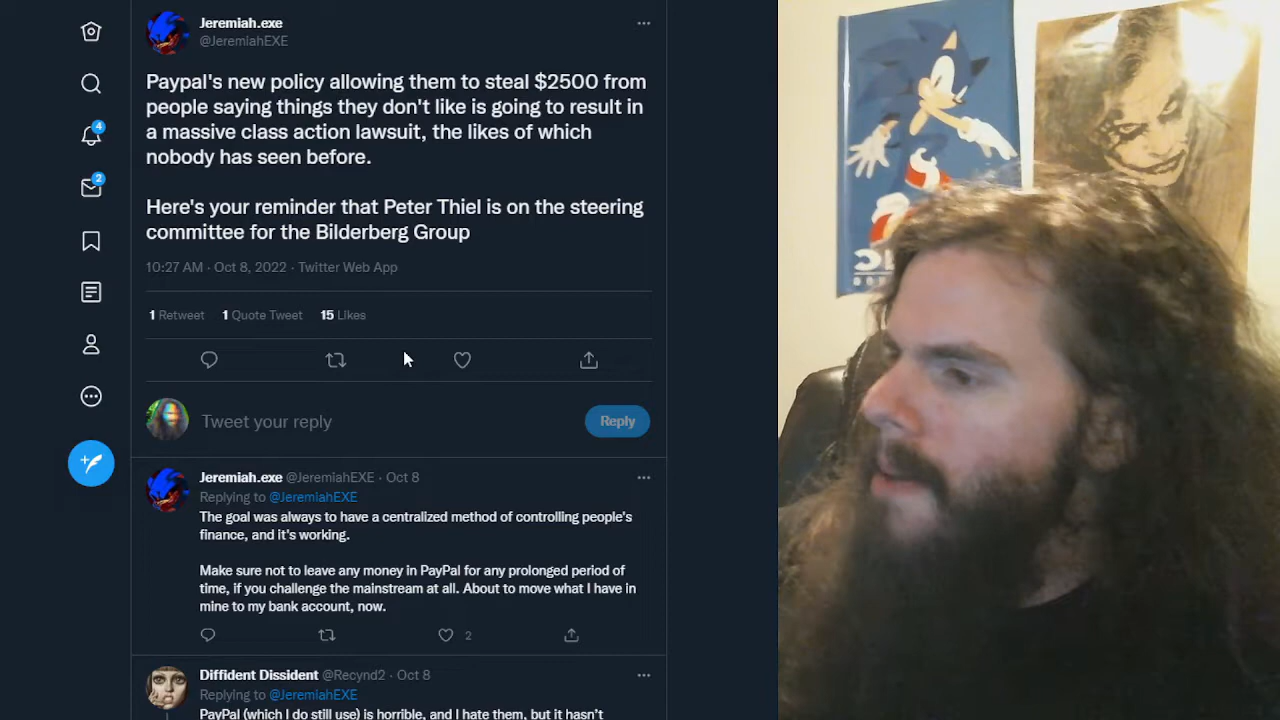 Jeremiah.exe
@JeremiahEXE
Paypal's new policy allowing them to steal $2500 from
people saying things they don't like is going to result in
a massive class action lawsuit, the likes of which
nobody has seen before.
Here's your reminder that Peter Thiel is on the steering
committee for the Bilderberg Group
10:27 AM · Oct 8, 2022 · Twitter Web App
1 Retweet 1 Quote Tweet 15 Likes
Tweet your reply
Reply
Jeremiah.exe @JeremiahEXE · Oct 8
Replying to @JeremiahEXE
The goal was always to have a centralized method of controlling people's
finance, and it's working.
Make sure not to leave any money in PayPal for any prolonged period of
time, if you challenge the mainstream at all. About to move what I have in
mine to my bank account, now.
2
Diffident Dissident @Recynd2 · Oct 8
Replying to @JeremiahEXE
PayPal (which I do still use) is horrible, and I hate them, but it hasn't
4
2